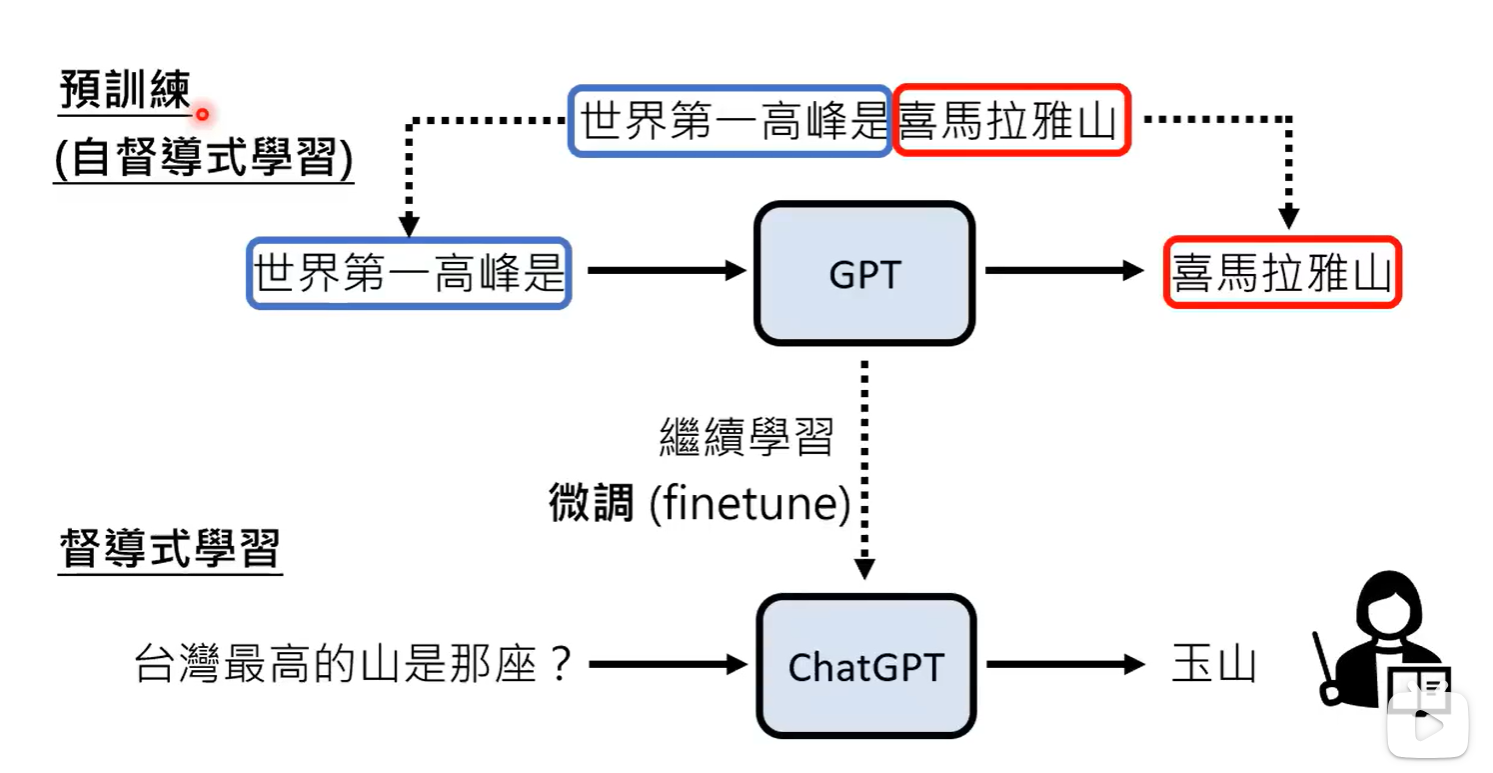 預訓練
世界第一高峰是喜馬拉雅山
(自督導式學習)
世界第一高峰是
GPT
喜馬拉雅山
繼續學習
微調 (finetune)
督導式學習
台灣最高的山是那座？
ChatGPT
玉山